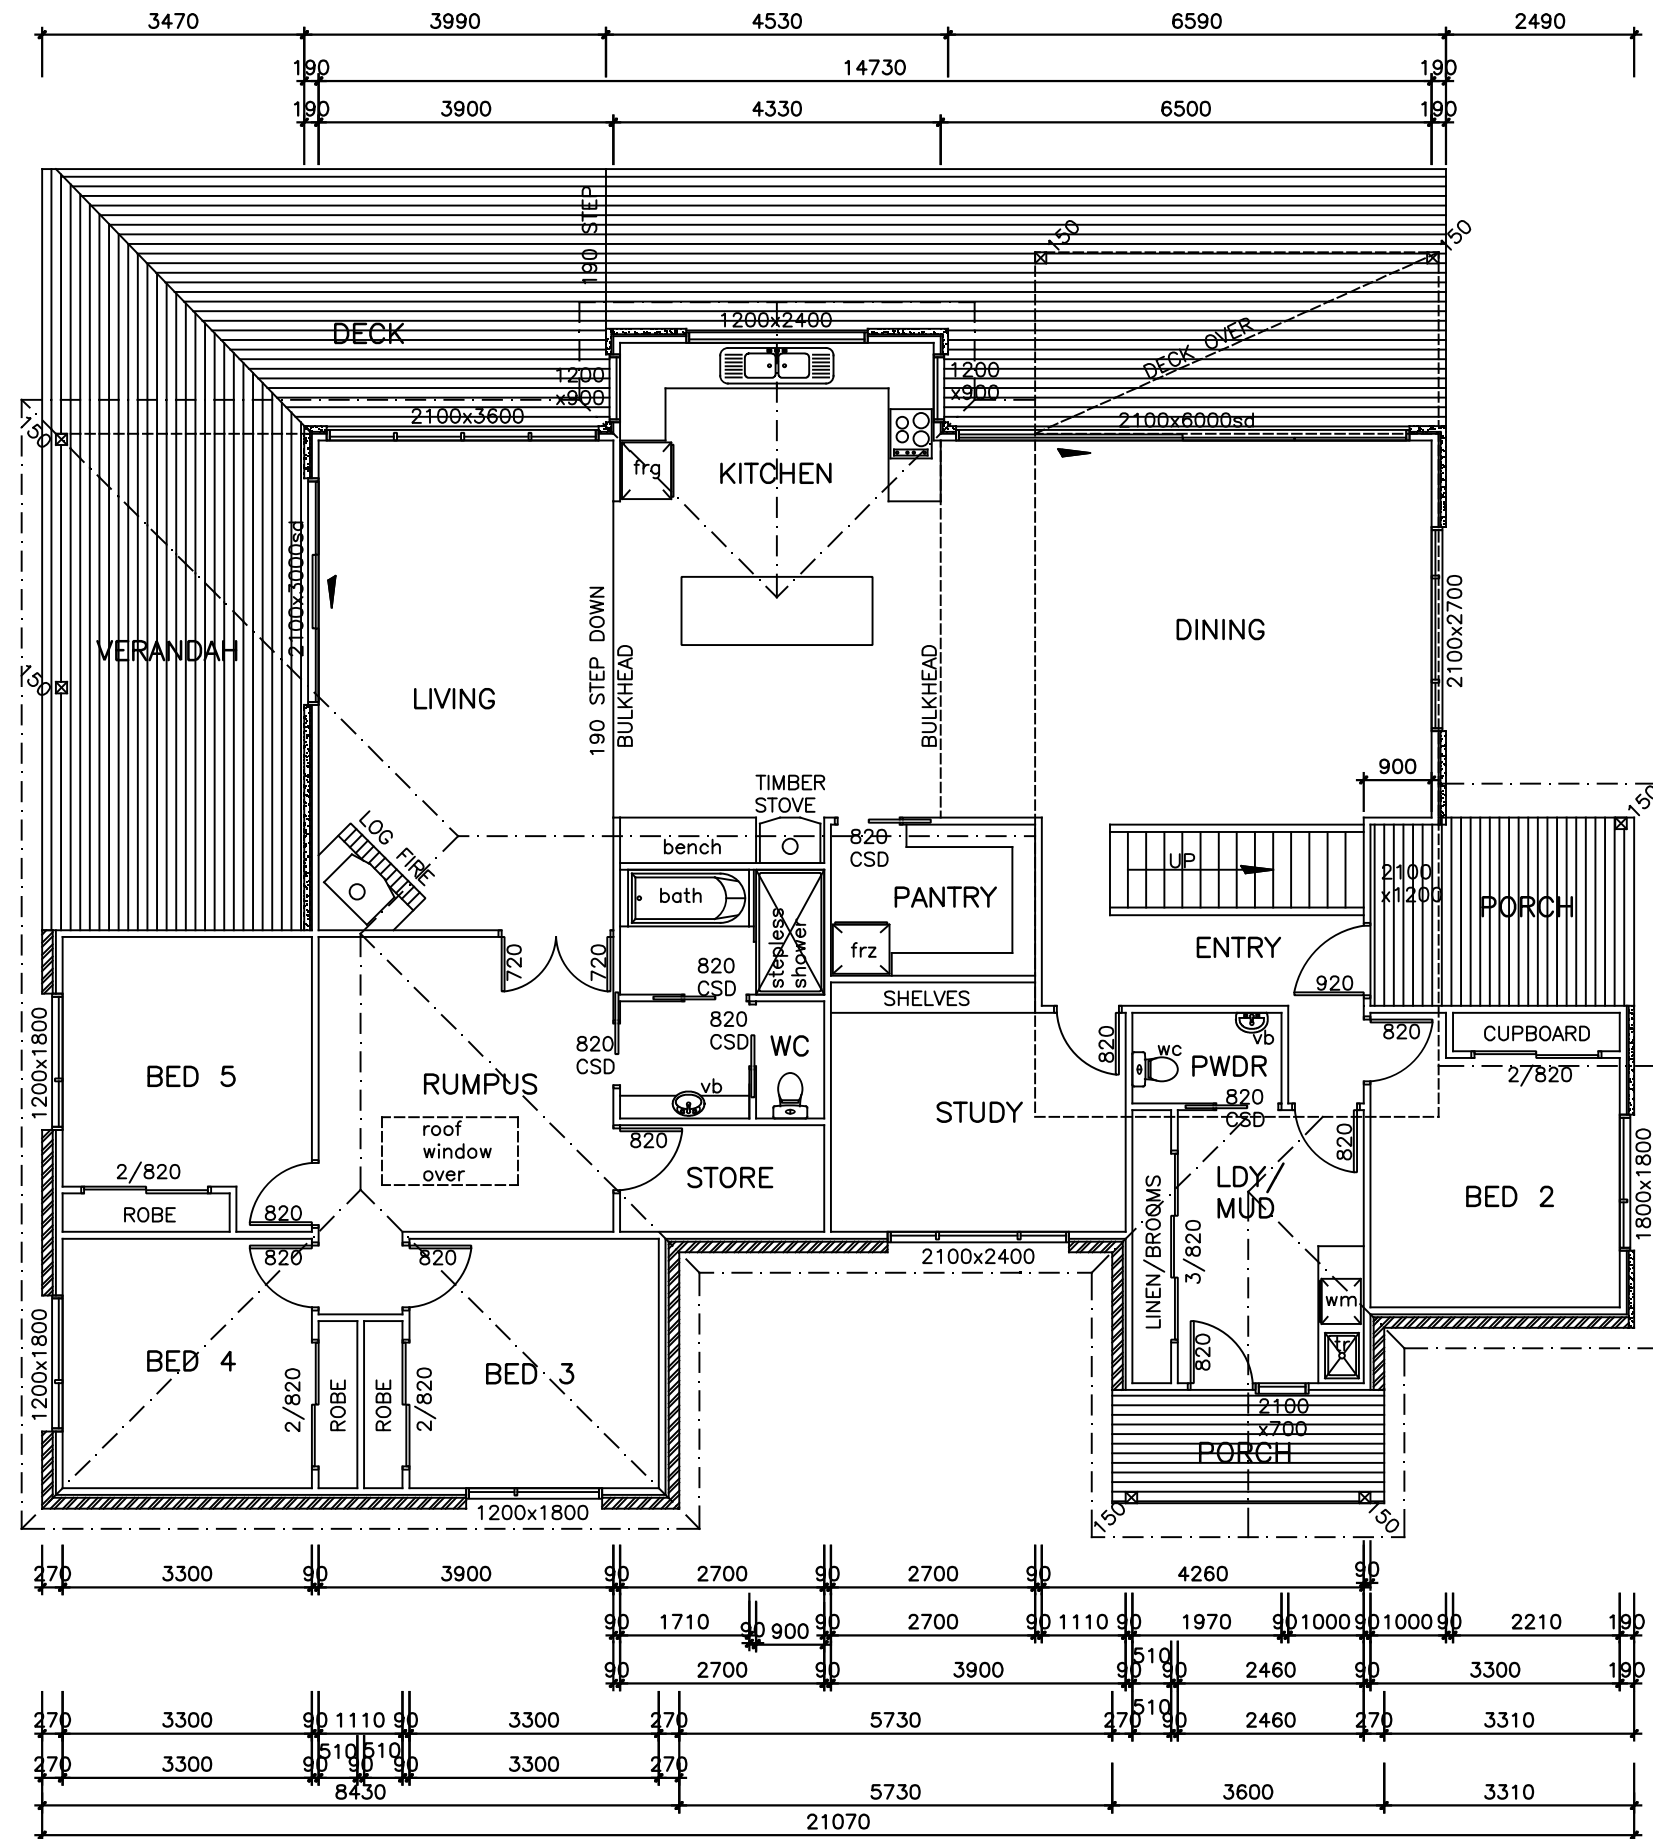 3470 3990 4530 6590 2490
190 14730 190
190 3900 4330 6500 190
190 STEP
150 150
DECK
1200x2400
DECK OVER
1200
x900
1200
x900
2100x3600
2100x6000sd
150
frg
KITCHEN
2100x3000sd
VERANDAH
150
LIVING
190 STEP DOWN
BULKHEAD
BULKHEAD
DINING
2100x2700
900
150
TIMBER
STOVE
LOG FIRE
bench
820
CSD
UP
2100
x1200
bath
stepless
shower
PANTRY
PORCH
frz
ENTRY
720
720
820
CSD
920
SHELVES
1200x1800
820
CSD
820
CSD
WC
820
wc
vb
PWDR
820
CUPBOARD
2/820
BED 5
RUMPUS
vb
roof
window
over
820
STUDY
820
CSD
820
2/820
STORE
LDY/
MUD
BED 2
1800x1800
ROBE
820
LINEN/BROOMS
3/820
820
820
2100x2400
wm
1200x1800
BED 4
BED 3
2/820
ROBE
ROBE
2/820
820
tr
2100
x700
PORCH
1200x1800
150
150
270 3300 90 3900 90 2700 90 2700 90 4260 90
90 1710 90 900 90 2700 90 1110 90 1970 90 1000 90 1000 90 2210 190
90 2700 90 3900 90 510 90 2460 90 3300 190
270 3300 90 1110 90 3300 270 5730 270 510 90 2460 270 3310
270 3300 90 510 90 510 90 3300 270
8430 5730 3600 3310
21070